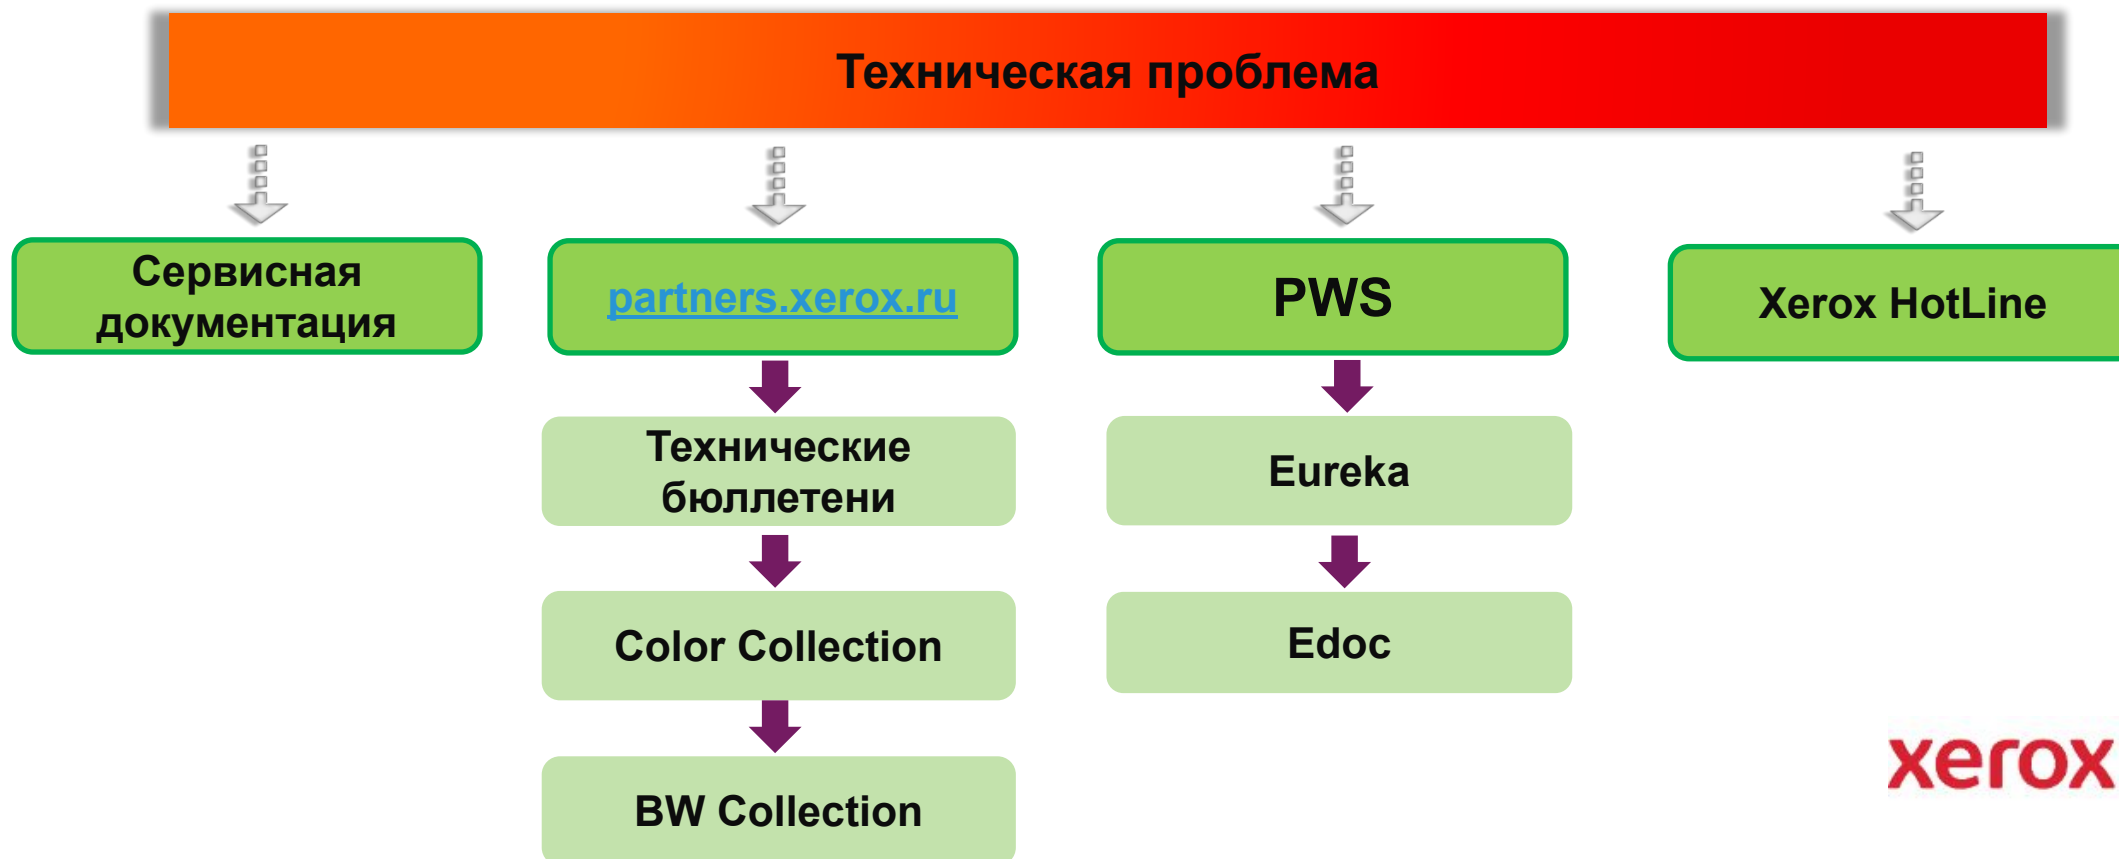 Техническая проблема
Сервисная
документация
partners.xerox.ru
PWS
Xerox HotLine
Технические
бюллетени
Eureka
Color Collection
Edoc
BW Collection
xerox